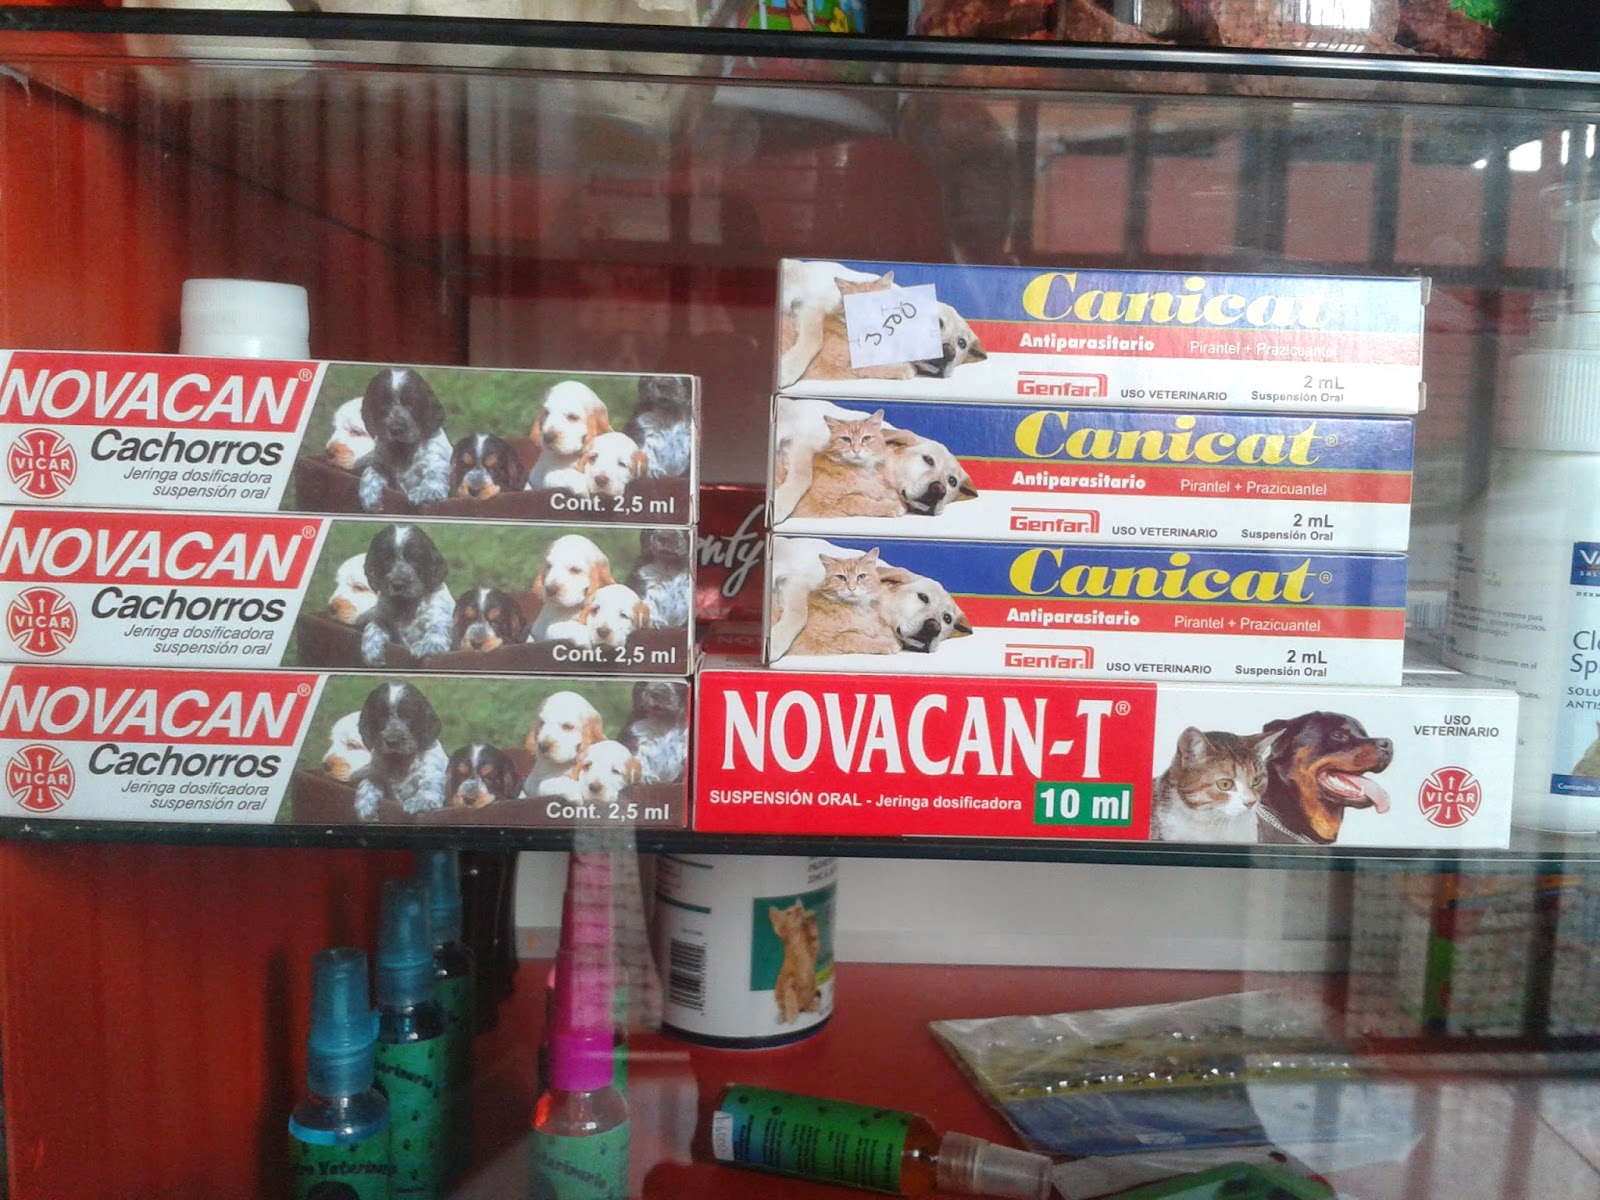 NOVACAN®
Cachorros
Jeringa dosificadora
suspensión oral
VICAR
Cont. 2,5 ml
NOVACAN®
Cachorros
Jeringa dosificadora
suspensión oral
VICAR
Cont. 2,5 ml
NOVACAN®
Cachorros
Jeringa dosificadora
suspensión oral
VICAR
Cont. 2,5 ml
3500
Canicat
Antiparasitario Pirantel + Prazicuantel
Genfar USO VETERINARIO
2 mL
Suspensión Oral
Canicat®
Antiparasitario Pirantel + Prazicuantel
Genfar USO VETERINARIO
2 mL
Suspensión Oral
Canicat®
Antiparasitario Pirantel + Prazicuantel
Genfar USO VETERINARIO
2 mL
Suspensión Oral
NOVACAN-T®
SUSPENSIÓN ORAL - Jeringa dosificadora
10 ml
USO
VETERINARIO
VICAR